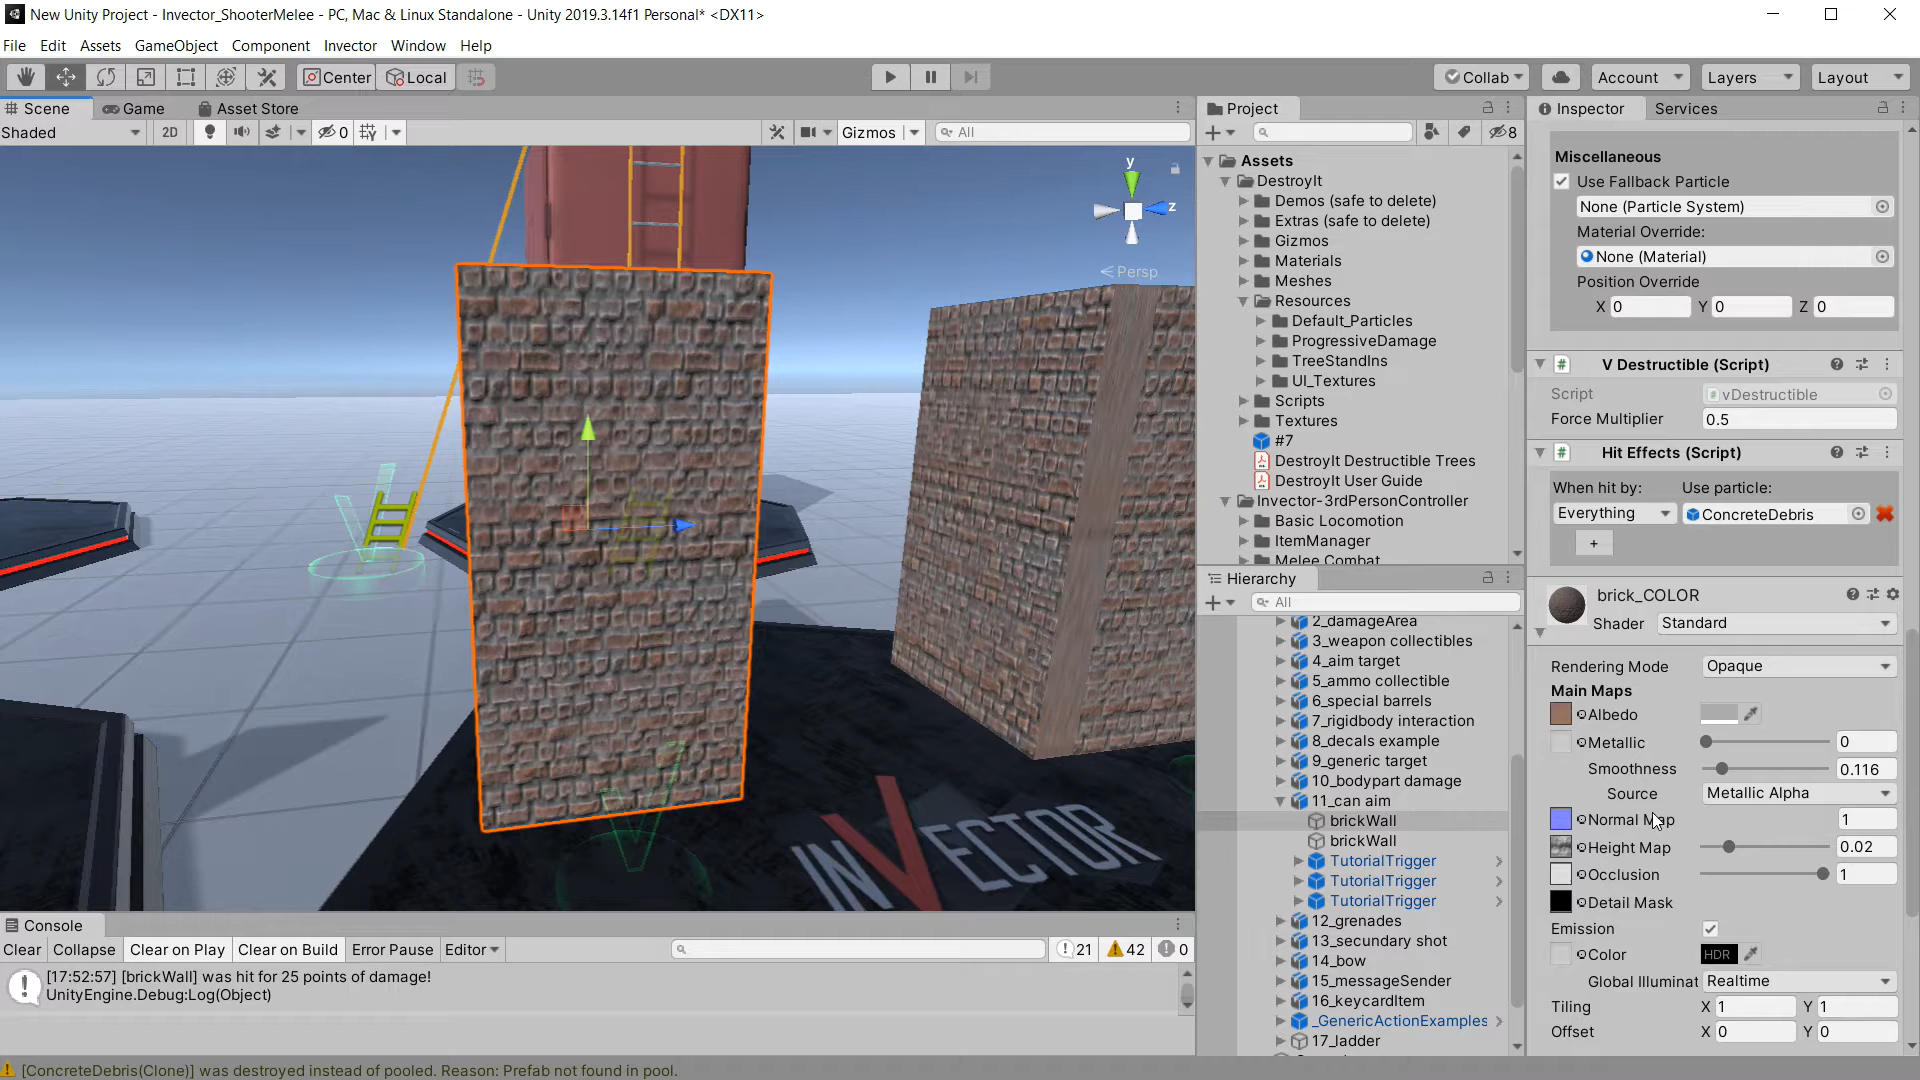 New Unity Project - Invector_ShooterMelee - PC, Mac & Linux Standalone - Unity 2019.3.14f1 Personal* <DX11>
File Edit Assets GameObject Component Invector Window Help
Center Local Collab Account Layers Layout
Scene Game Asset Store
Shaded 2D 0 Gizmos All
y
z
Persp
INVECTOR
Console
Clear Collapse Clear on Play Clear on Build Error Pause Editor 21 42 0
[17:52:57] [brickWall] was hit for 25 points of damage!
UnityEngine.Debug:Log(Object)
[ConcreteDebris(Clone)] was destroyed instead of pooled. Reason: Prefab not found in pool.
Project
8
Assets
DestroyIt
Demos (safe to delete)
Extras (safe to delete)
Gizmos
Materials
Meshes
Resources
Default_Particles
ProgressiveDamage
TreeStandIns
UI_Textures
Scripts
Textures
#7
DestroyIt Destructible Trees
DestroyIt User Guide
Invector-3rdPersonController
Basic Locomotion
ItemManager
Melee Combat
Hierarchy
All
2_damageArea
3_weapon collectibles
4_aim target
5_ammo collectible
6_special barrels
7_rigidbody interaction
8_decals example
9_generic target
10_bodypart damage
11_can aim
brickWall
brickWall
TutorialTrigger
TutorialTrigger
TutorialTrigger
12_grenades
13_secundary shot
14_bow
15_messageSender
16_keycardItem
_GenericActionExamples
17_ladder
Inspector Services
Miscellaneous
Use Fallback Particle
None (Particle System)
Material Override:
None (Material)
Position Override
X 0 Y 0 Z 0
V Destructible (Script)
Script vDestructible
Force Multiplier 0.5
Hit Effects (Script)
When hit by: Use particle:
Everything ConcreteDebris
+
brick_COLOR
Shader Standard
Rendering Mode Opaque
Main Maps
Albedo
Metallic 0
Smoothness 0.116
Source Metallic Alpha
Normal Map 1
Height Map 0.02
Occlusion 1
Detail Mask
Emission
Color HDR
Global Illuminat Realtime
Tiling X 1 Y 1
Offset X 0 Y 0